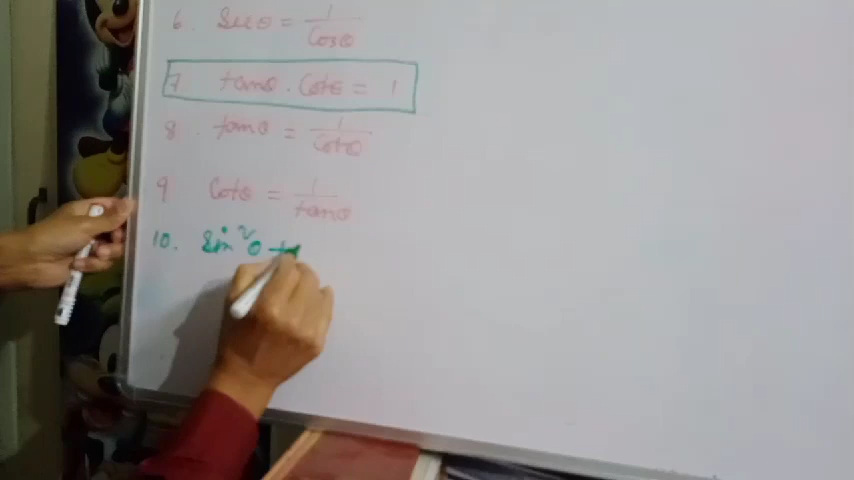 6. Secθ = 1/Cosθ
7 tanθ . Cotθ = 1
8. tanθ = 1/Cotθ
9 Cotθ = 1/tanθ
10. Sin²θ +